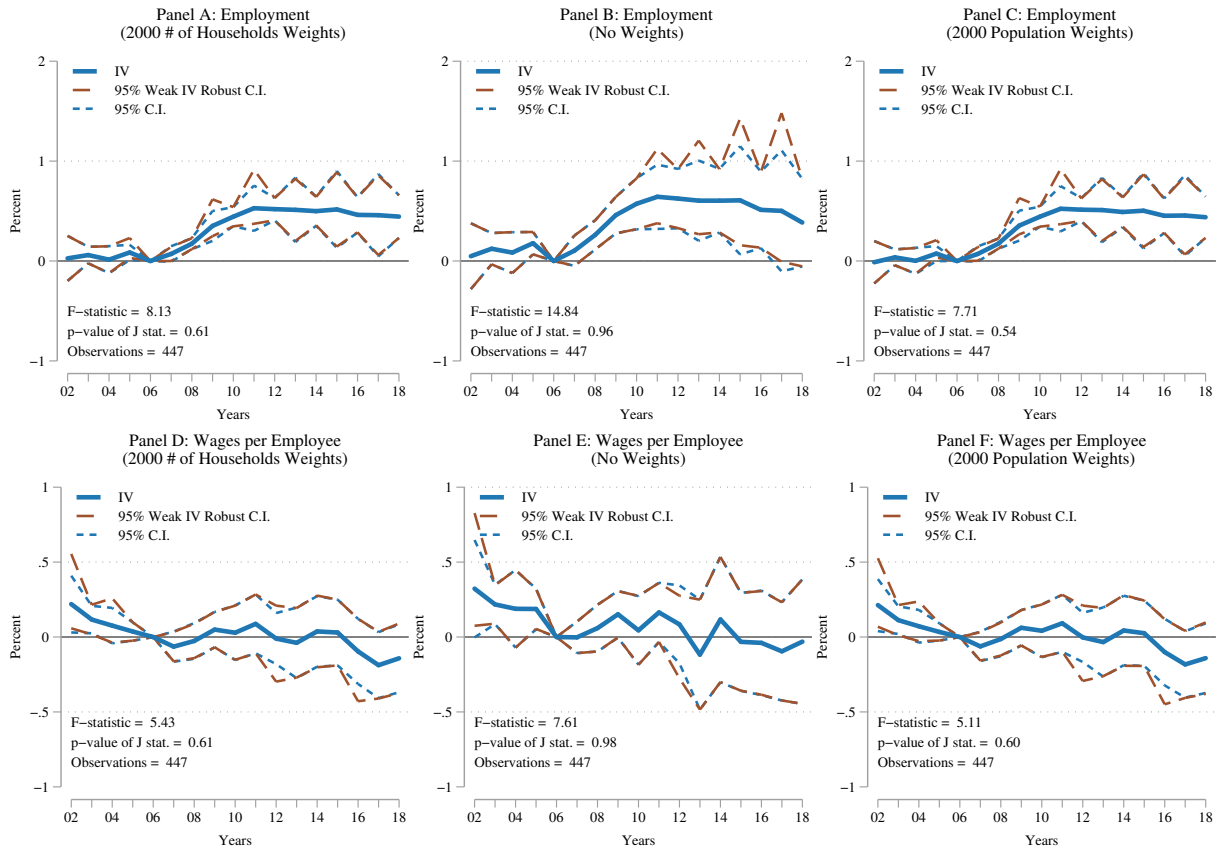 Panel A: Employment
(2000 # of Households Weights)
Percent
2
1
0
−1
IV
95% Weak IV Robust C.I.
95% C.I.
F−statistic = 8.13
p−value of J stat. = 0.61
Observations = 447
02 04 06 08 10 12 14 16 18
Years
Panel B: Employment
(No Weights)
Percent
2
1
0
−1
IV
95% Weak IV Robust C.I.
95% C.I.
F−statistic = 14.84
p−value of J stat. = 0.96
Observations = 447
02 04 06 08 10 12 14 16 18
Years
Panel C: Employment
(2000 Population Weights)
Percent
2
1
0
−1
IV
95% Weak IV Robust C.I.
95% C.I.
F−statistic = 7.71
p−value of J stat. = 0.54
Observations = 447
02 04 06 08 10 12 14 16 18
Years
Panel D: Wages per Employee
(2000 # of Households Weights)
Percent
1
.5
0
−.5
−1
IV
95% Weak IV Robust C.I.
95% C.I.
F−statistic = 5.43
p−value of J stat. = 0.61
Observations = 447
02 04 06 08 10 12 14 16 18
Years
Panel E: Wages per Employee
(No Weights)
Percent
1
.5
0
−.5
−1
IV
95% Weak IV Robust C.I.
95% C.I.
F−statistic = 7.61
p−value of J stat. = 0.98
Observations = 447
02 04 06 08 10 12 14 16 18
Years
Panel F: Wages per Employee
(2000 Population Weights)
Percent
1
.5
0
−.5
−1
IV
95% Weak IV Robust C.I.
95% C.I.
F−statistic = 5.11
p−value of J stat. = 0.60
Observations = 447
02 04 06 08 10 12 14 16 18
Years